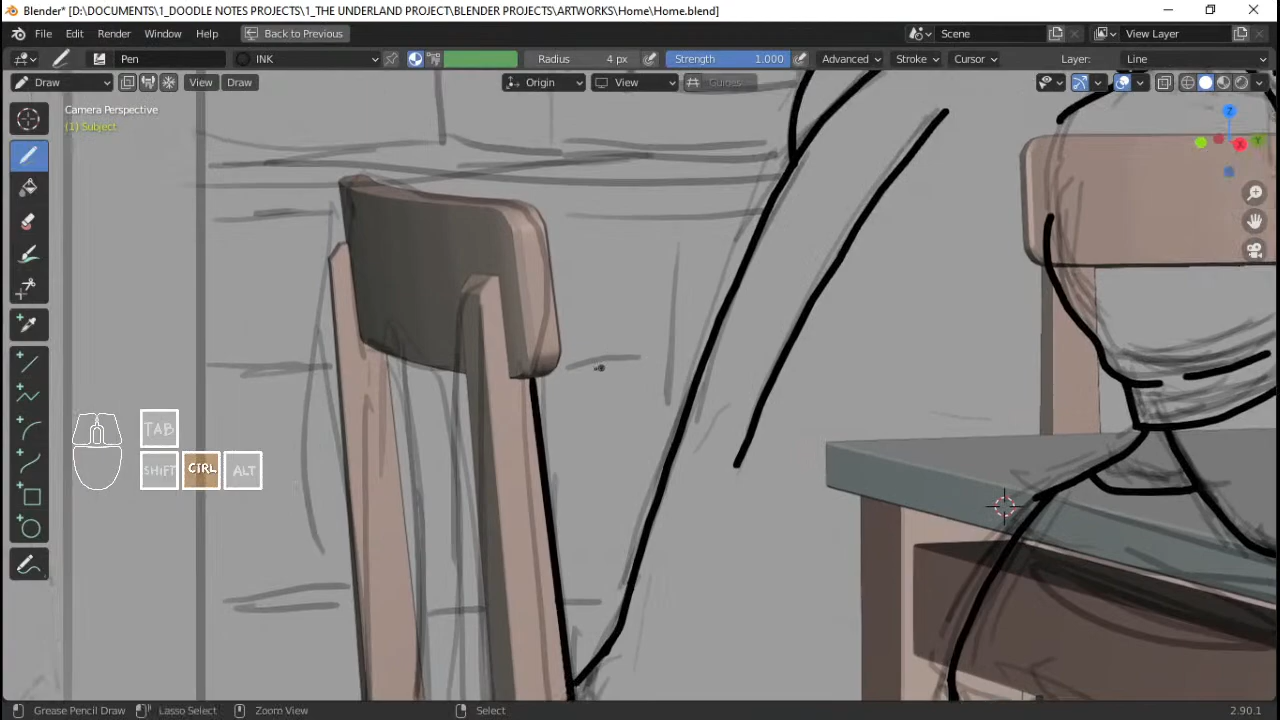 Blender* [D:\DOCUMENTS\1_DOODLE NOTES PROJECTS\1_THE UNDERLAND PROJECT\BLENDER PROJECTS\ARTWORKS\Home\Home.blend]
File Edit Render Window Help Back to Previous Scene View Layer
Pen INK Radius 4 px Strength 1.000 Advanced Stroke Cursor Layer: Line
Draw View Draw Origin View Guides
Camera Perspective
(1) Subject
Z
X
Y
TAB
SHIFT CTRL ALT
Grease Pencil Draw Lasso Select Zoom View Select 2.90.1